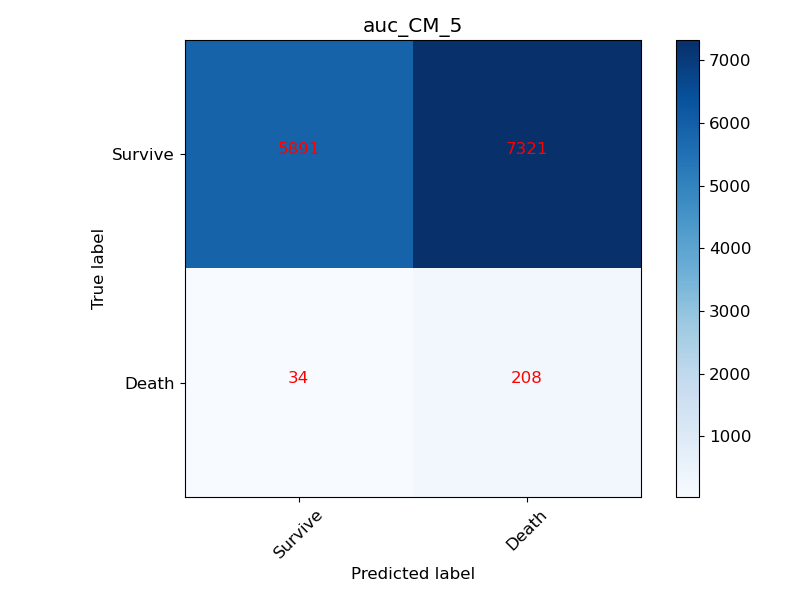 auc_CM_5
Survive
5891
7321
Death
34
208
True label
Survive
Death
Predicted label
7000
6000
5000
4000
3000
2000
1000